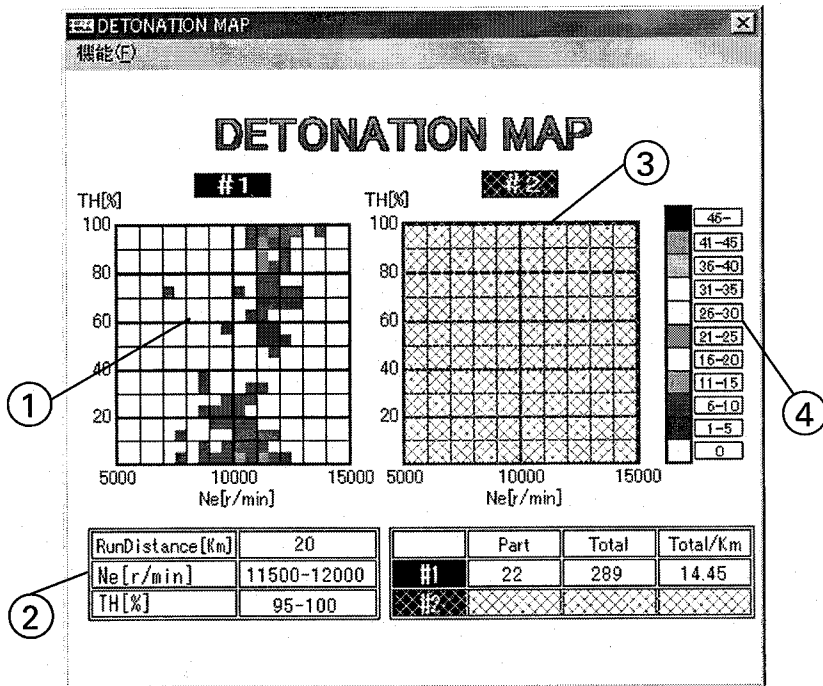 DETONATION MAP
機能(F)
DETONATION MAP
③
#1
#2
TH[%]
100
80
60
40
20
5000
10000
15000
Ne[r/min]
①
TH[%]
100
80
60
40
20
5000
10000
15000
Ne[r/min]
46-
41-45
36-40
31-35
26-30
21-25
16-20
11-15
6-10
1-5
0
④
RunDistance[Km] 20
Ne[r/min] 11500-12000
TH[%] 95-100
②
Part Total Total/Km
#1 22 289 14.45
#2